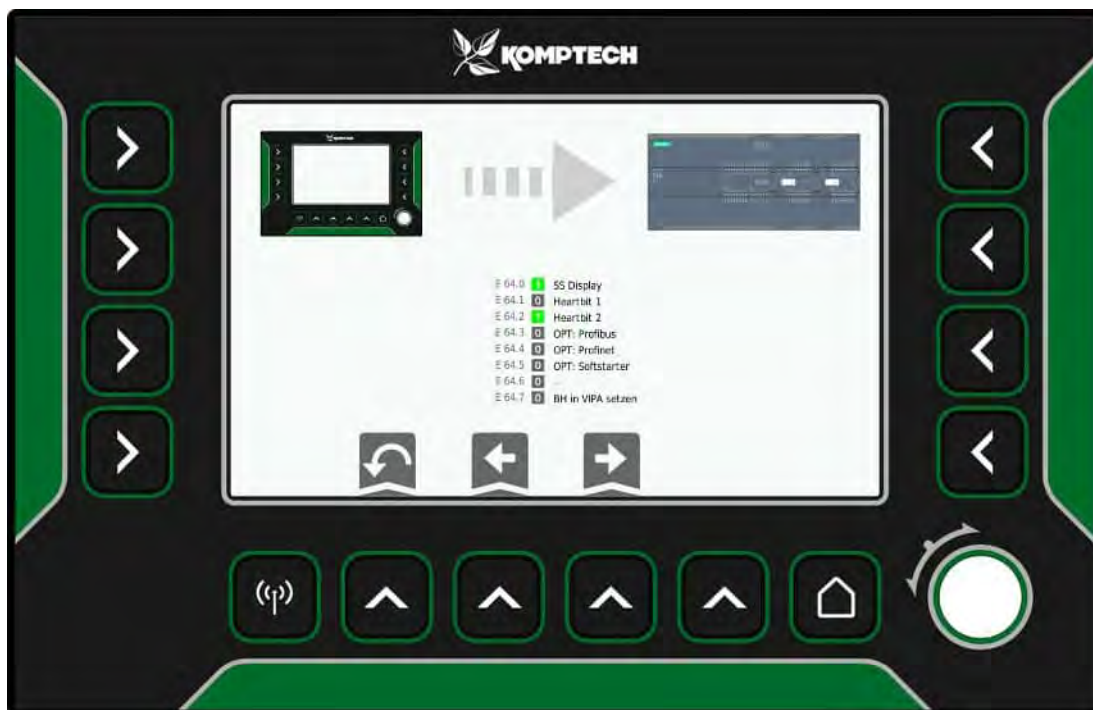 KOMPTECH
E 64.0 1 SS Display
E 64.1 0 Heartbit 1
E 64.2 1 Heartbit 2
E 64.3 0 OPT: Profibus
E 64.4 0 OPT: Profinet
E 64.5 0 OPT: Softstarter
E 64.6 0 ...
E 64.7 0 BH in VIPA setzen